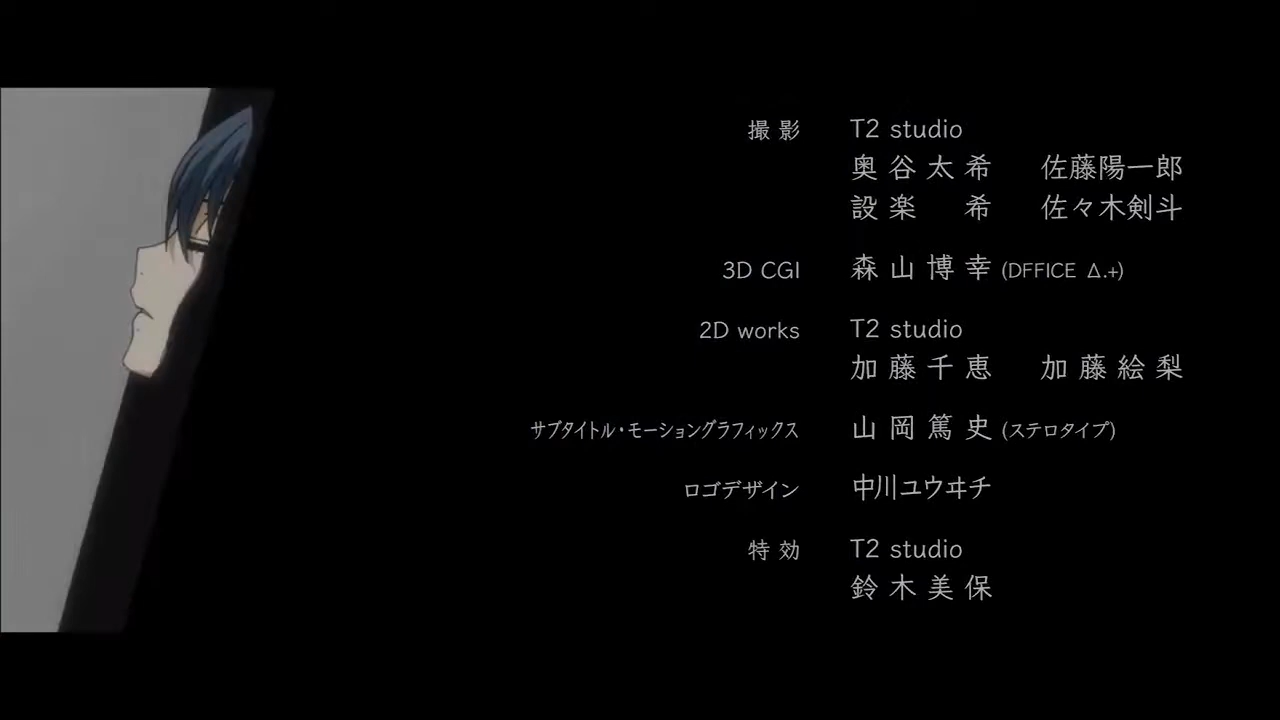 撮影 T2 studio
奥谷太希 佐藤陽一郎
設楽 希 佐々木剣斗
3D CGI 森山博幸(DFFICE Δ.+)
2D works T2 studio
加藤千恵 加藤絵梨
サブタイトル・モーショングラフィックス 山岡篤史(ステロタイプ)
ロゴデザイン 中川ユウヰチ
特効 T2 studio
鈴木美保